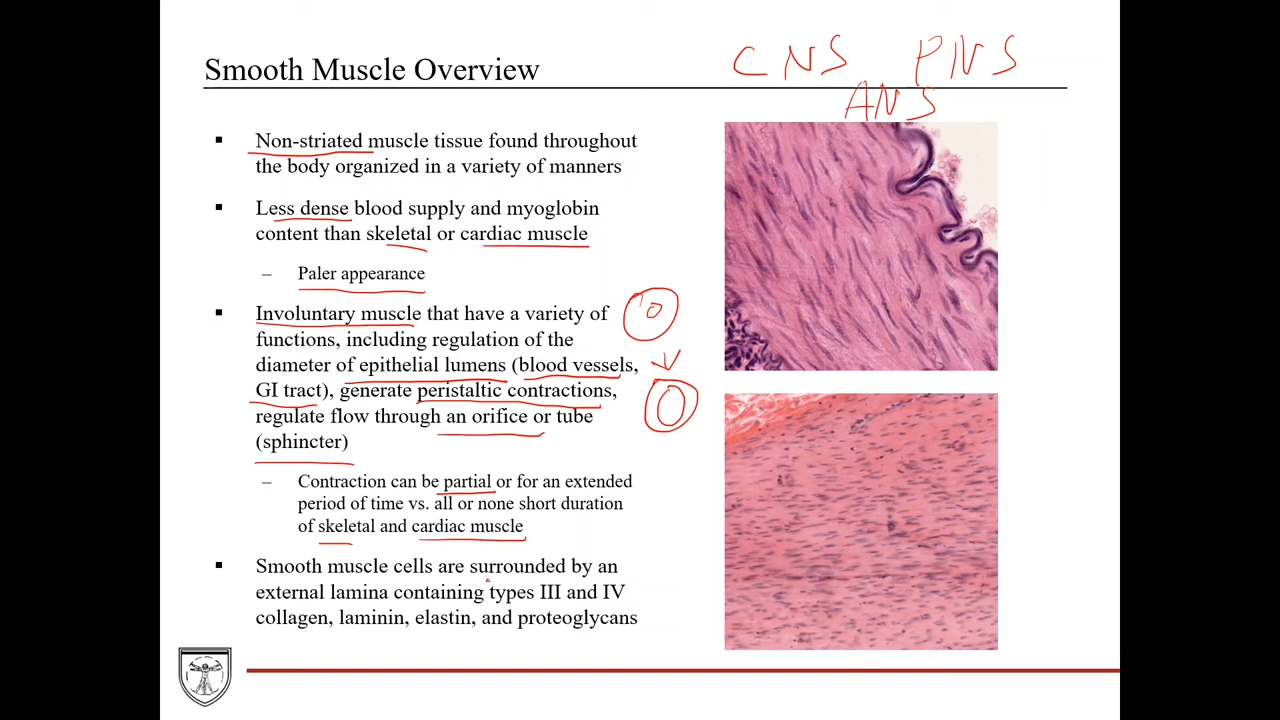 Smooth Muscle Overview
CNS PNS
ANS
▪ Non-striated muscle tissue found throughout
the body organized in a variety of manners
▪ Less dense blood supply and myoglobin
content than skeletal or cardiac muscle
– Paler appearance
▪ Involuntary muscle that have a variety of
functions, including regulation of the
diameter of epithelial lumens (blood vessels,
GI tract), generate peristaltic contractions,
regulate flow through an orifice or tube
(sphincter)
– Contraction can be partial or for an extended
period of time vs. all or none short duration
of skeletal and cardiac muscle
▪ Smooth muscle cells are surrounded by an
external lamina containing types III and IV
collagen, laminin, elastin, and proteoglycans